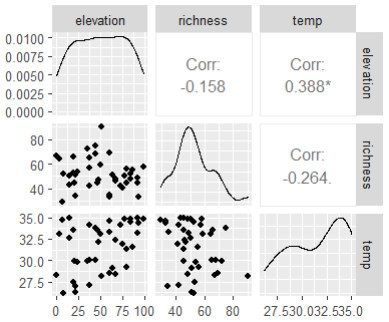 elevation richness temp
0.0100
0.0075
0.0050
0.0025
0.0000
Corr:
-0.158
Corr:
0.388*
elevation
80
60
40
Corr:
-0.264.
richness
35.0
32.5
30.0
27.5
temp
0 25 50 75 100
40 60 80
27.530.032.535.0